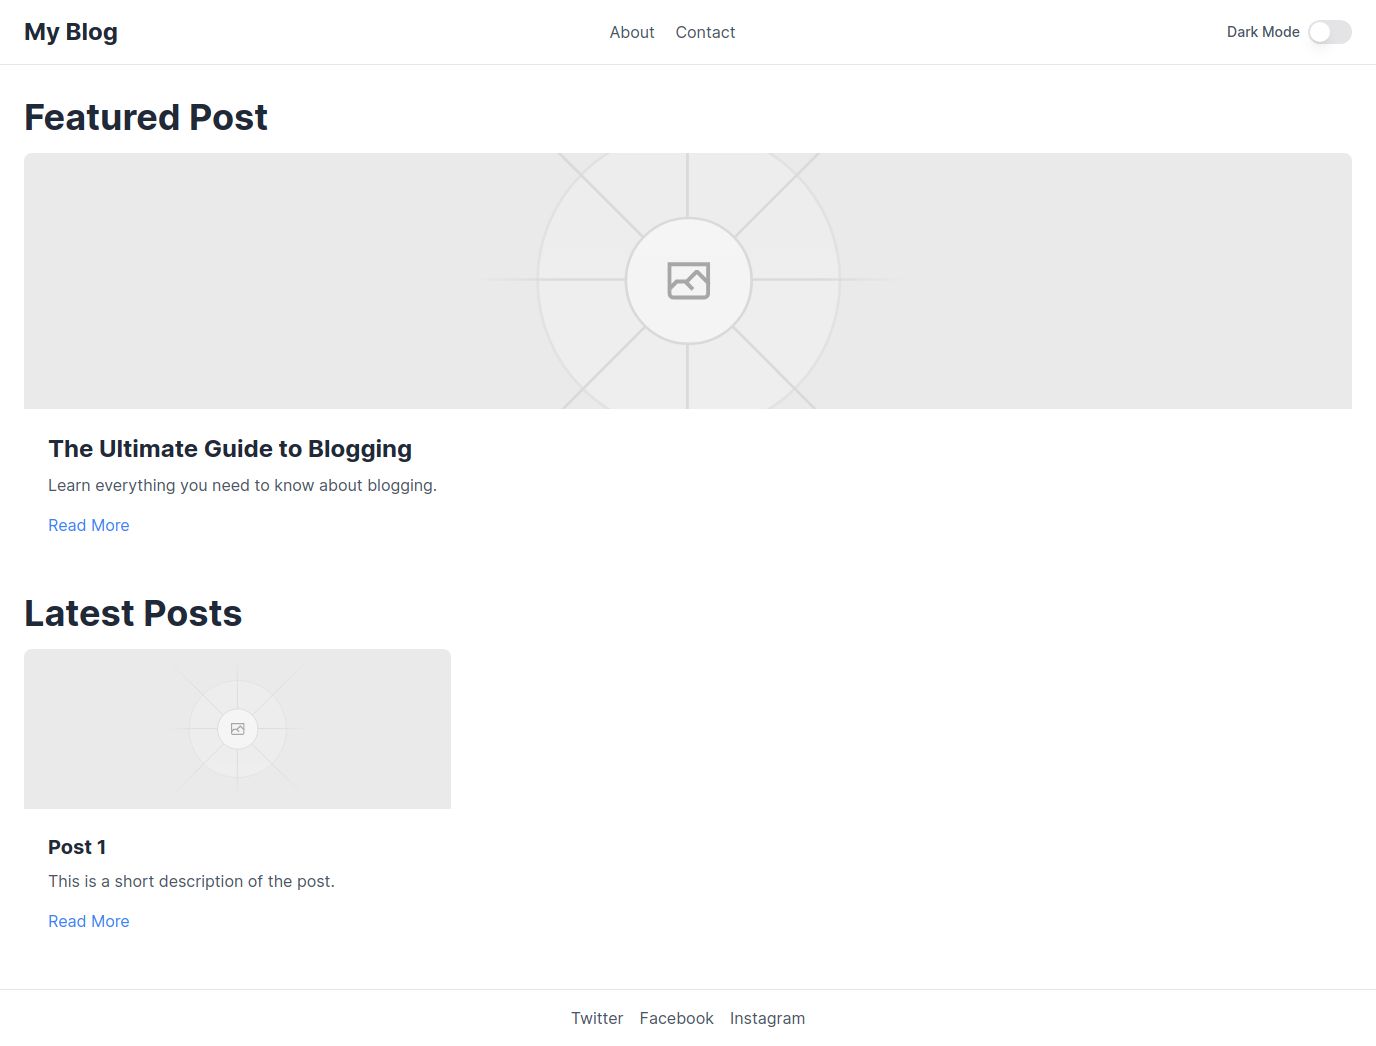 My Blog
About Contact
Dark Mode
Featured Post
The Ultimate Guide to Blogging
Learn everything you need to know about blogging.
Read More
Latest Posts
Post 1
This is a short description of the post.
Read More
Twitter Facebook Instagram